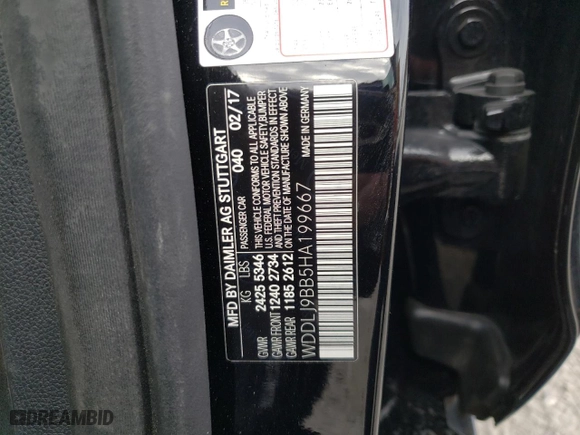 MFD BY DAIMLER AG STUTTGART
PASSENGER CAR 040 02/17
KG LBS
GVWR 2425 5346
GAWR FRONT 1240 2734
GAWR REAR 1185 2612
THIS VEHICLE CONFORMS TO ALL APPLICABLE
U.S. FEDERAL MOTOR VEHICLE SAFETY, BUMPER
AND THEFT PREVENTION STANDARDS IN EFFECT
ON THE DATE OF MANUFACTURE SHOWN ABOVE
WDDLJ9BB5HA199667 MADE IN GERMANY
DREAMBID